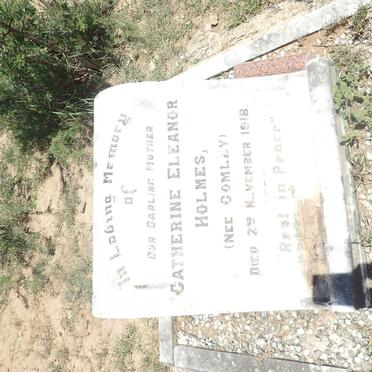 In Loving Memory
of
OUR DARLING MOTHER
CATHERINE ELEANOR
HOLMES,
(NEE GOMLEY)
DIED 2ND NOVEMBER 1918.
"Rest in Peace"